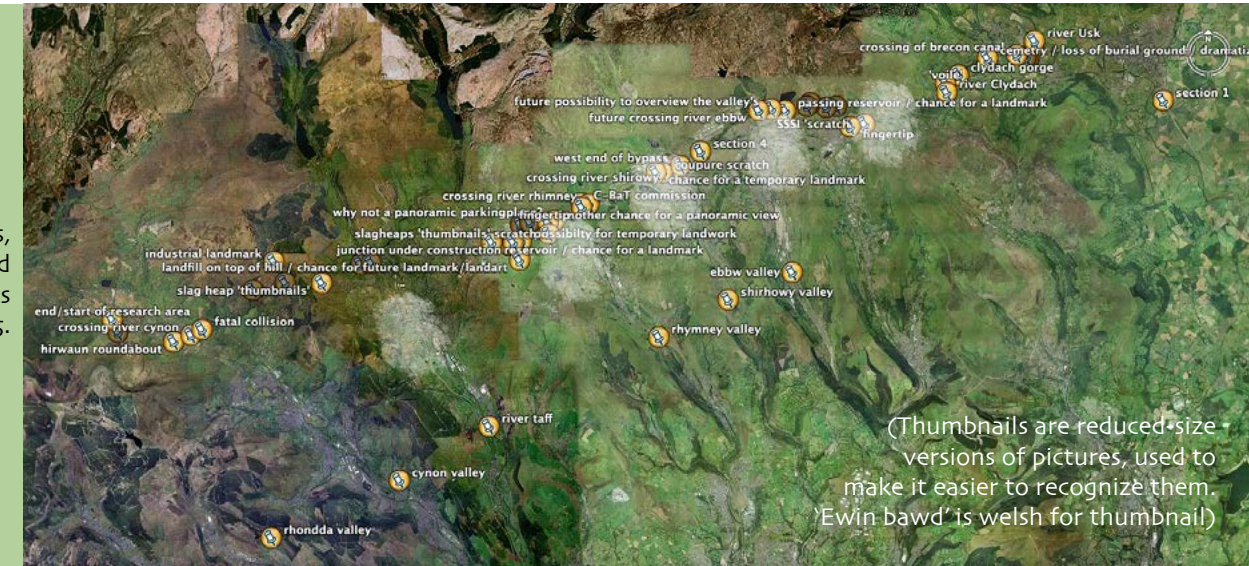 s,
d
s
5.
river Usk
crossing of brecon canal
cemetry / loss of burial ground / dramati
clydach gorge
'voile'
river Clydach
section 1
future possibility to overview the valley's
passing reservoir / chance for a landmark
future crossing river ebbw
SSSI 'scratch'
fingertip
section 4
west end of bypass
coupure scratch
crossing river shirowy
chance for a temporary landmark
crossing river rhimney
C-BaT commission
why not a panoramic parkingplace?
fingertip
another chance for a panoramic view
slagheaps 'thumbnails'
scratch
possibilty for temporary landwork
junction under construction
reservoir / chance for a landmark
industrial landmark
landfill on top of hill / chance for future landmark/landart
slag heap 'thumbnails'
end/start of research area
crossing river cynon
fatal collision
hirwaun roundabout
ebbw valley
shirhowy valley
rhymney valley
river taff
cynon valley
rhondda valley
(Thumbnails are reduced-size
versions of pictures, used to
make it easier to recognize them.
'Ewin bawd' is welsh for thumbnail)
N